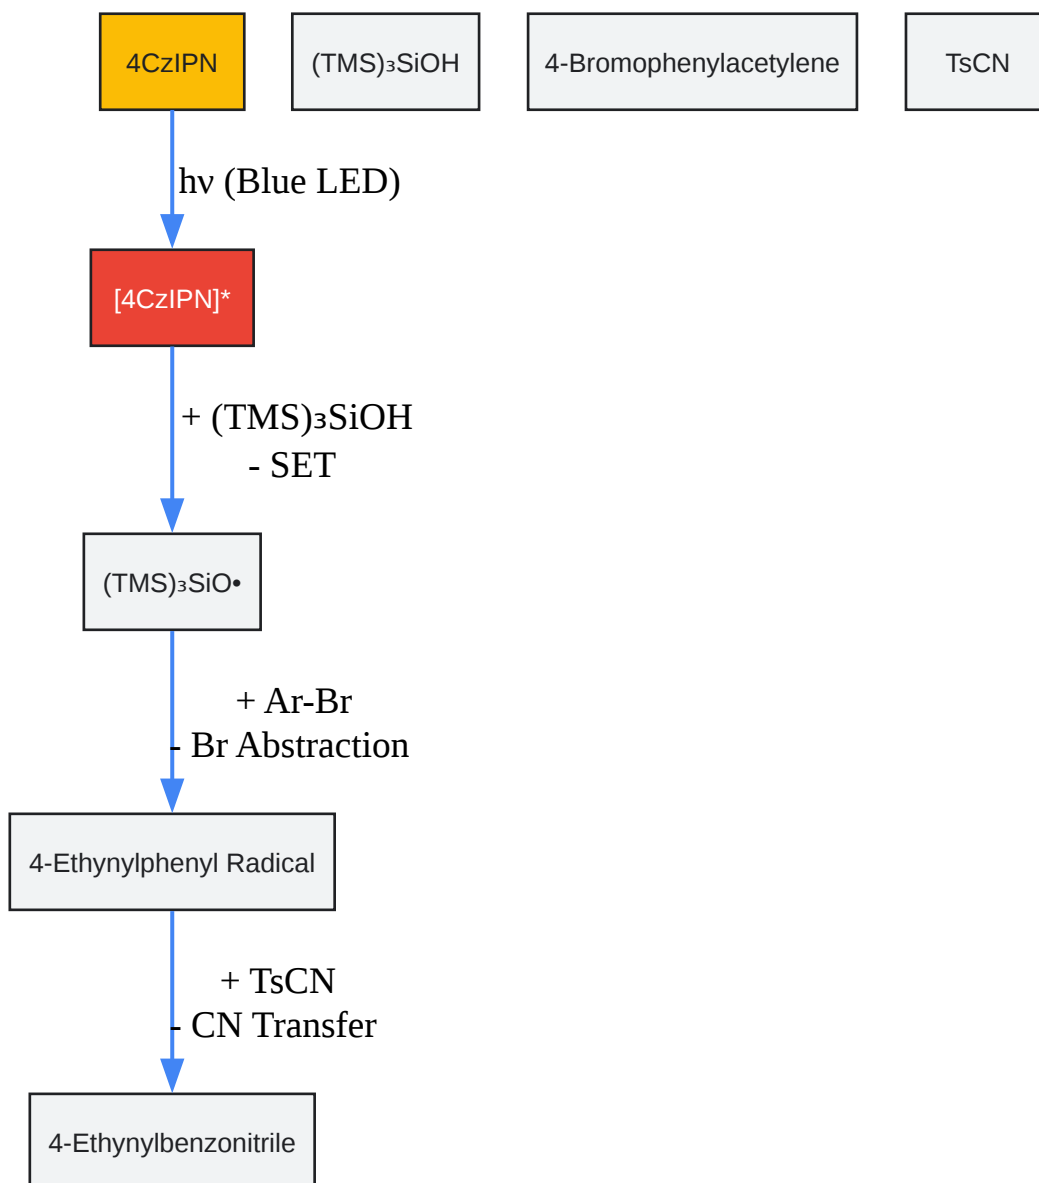 4CzIPN
(TMS)₃SiOH
4-Bromophenylacetylene
TsCN
hν (Blue LED)
[4CzIPN]*
+ (TMS)₃SiOH
- SET
(TMS)₃SiO•
+ Ar-Br
- Br Abstraction
4-Ethynylphenyl Radical
+ TsCN
- CN Transfer
4-Ethynylbenzonitrile